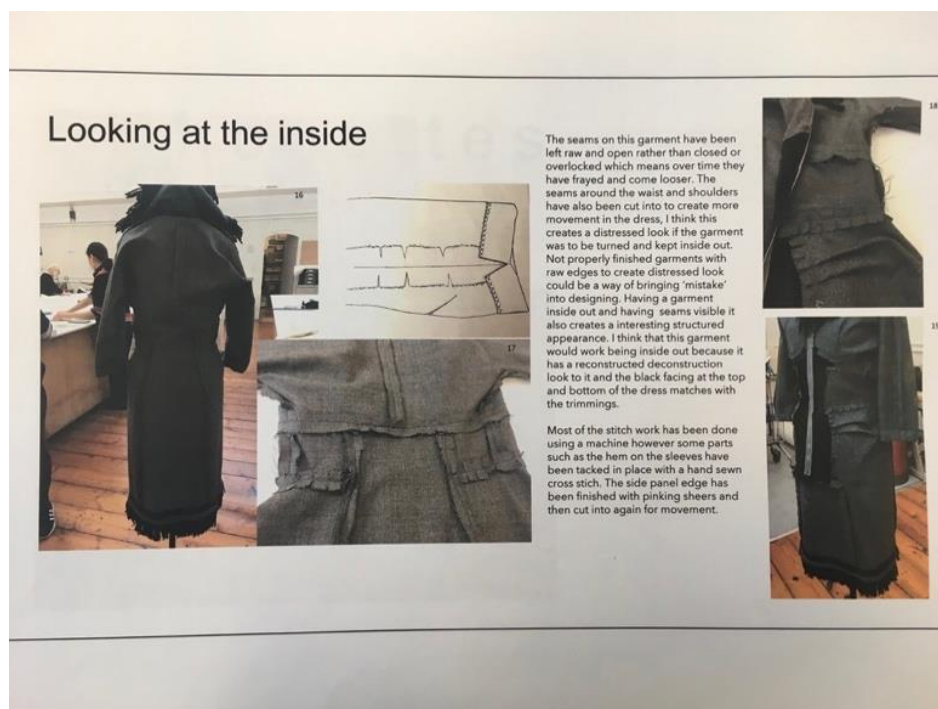 Looking at the inside
16
17
The seams on this garment have been
left raw and open rather than closed or
overlocked which means over time they
have frayed and come looser. The
seams around the waist and shoulders
have also been cut into to create more
movement in the dress, I think this
creates a distressed look if the garment
was to be turned and kept inside out.
Not properly finished garments with
raw edges to create distressed look
could be a way of bringing 'mistake'
into designing. Having a garment
inside out and having  seams visible it
also creates a interesting structured
appearance. I think that this garment
would work being inside out because it
has a reconstructed deconstruction
look to it and the black facing at the top
and bottom of the dress matches with
the trimmings.
Most of the stitch work has been done
using a machine however some parts
such as the hem on the sleeves have
been tacked in place with a hand sewn
cross stich. The side panel edge has
been finished with pinking sheers and
then cut into again for movement.
18